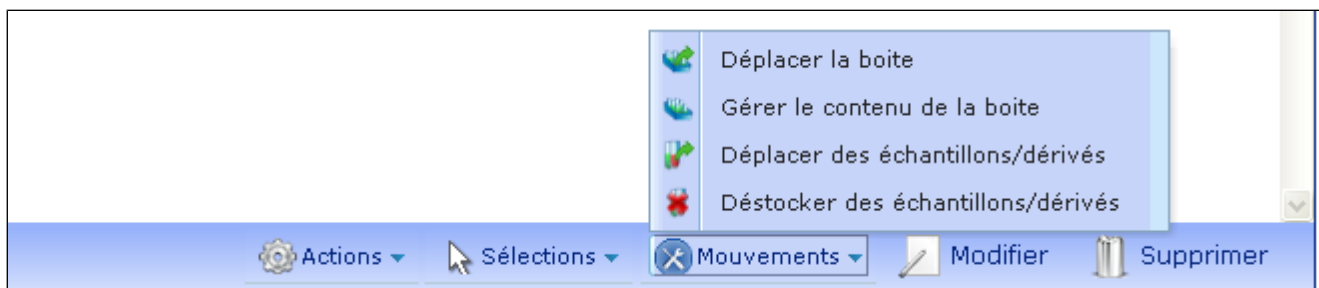 Déplacer la boite
Gérer le contenu de la boite
Déplacer des échantillons/dérivés
Déstocker des échantillons/dérivés
Actions Sélections Mouvements Modifier Supprimer